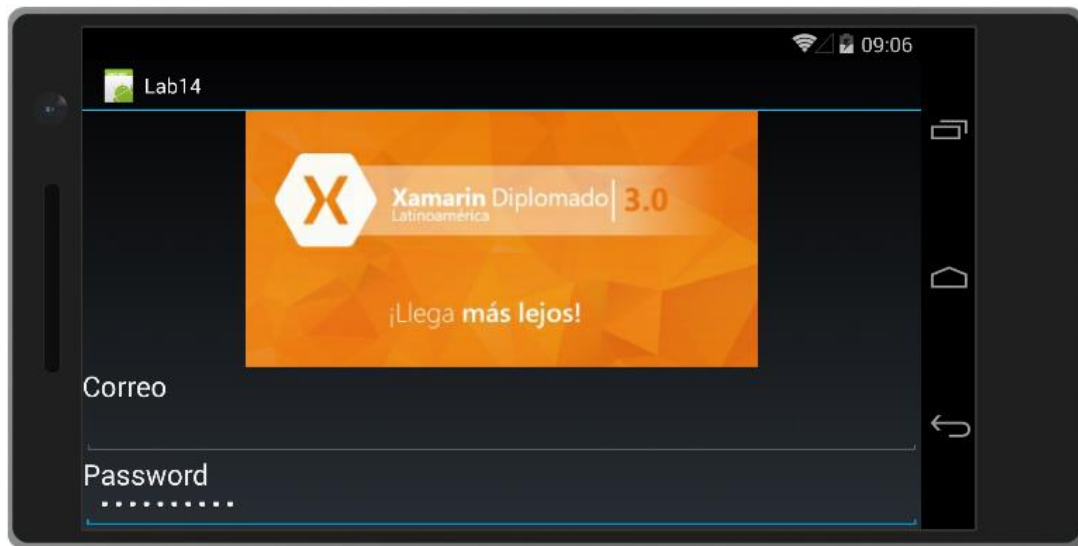 09:06
Lab14
X
Xamarin Diplomado 3.0
Latinoamérica
¡Llega más lejos!
Correo
Password